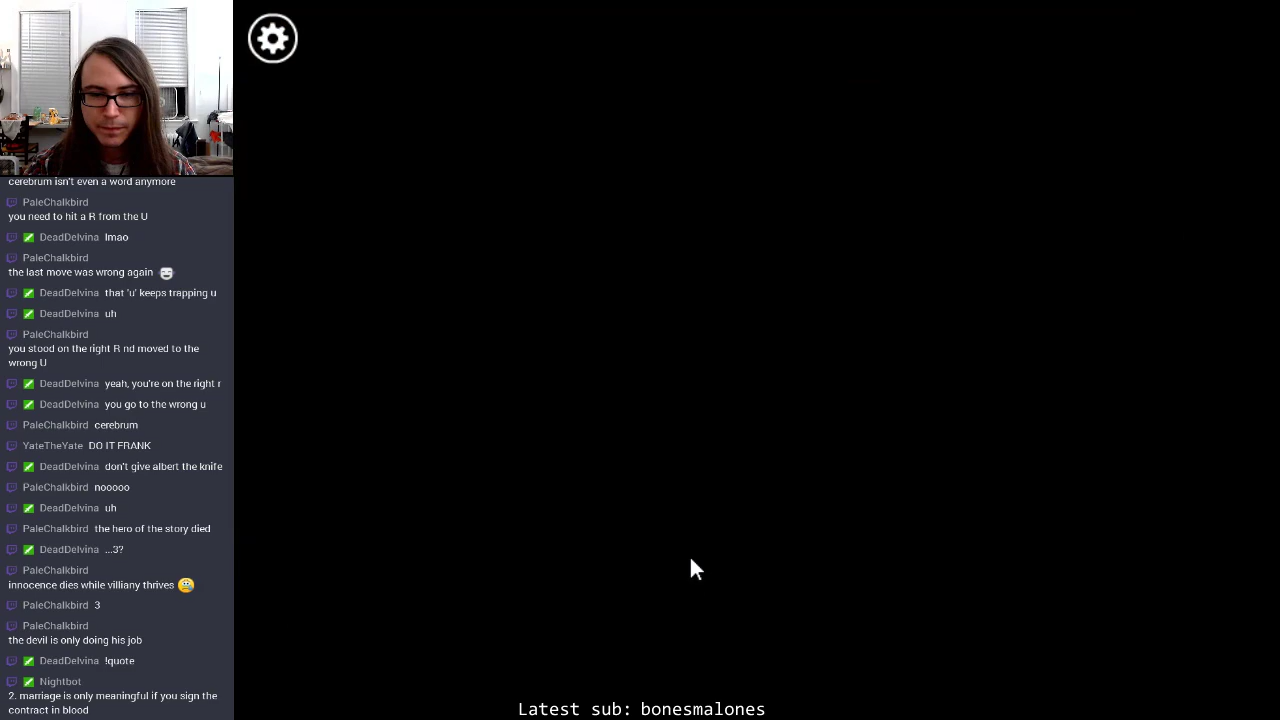 cerebrum isn't even a word anymore
PaleChalkbird
you need to hit a R from the U
DeadDelvina lmao
PaleChalkbird
the last move was wrong again
DeadDelvina that 'u' keeps trapping u
DeadDelvina uh
PaleChalkbird
you stood on the right R nd moved to the
wrong U
DeadDelvina yeah, you're on the right r
DeadDelvina you go to the wrong u
PaleChalkbird cerebrum
YateTheYate DO IT FRANK
DeadDelvina don't give albert the knife
PaleChalkbird nooooo
DeadDelvina uh
PaleChalkbird the hero of the story died
DeadDelvina ...3?
PaleChalkbird
innocence dies while villiany thrives
PaleChalkbird 3
PaleChalkbird
the devil is only doing his job
DeadDelvina !quote
Nightbot
2. marriage is only meaningful if you sign the
contract in blood
Latest sub: bonesmalones